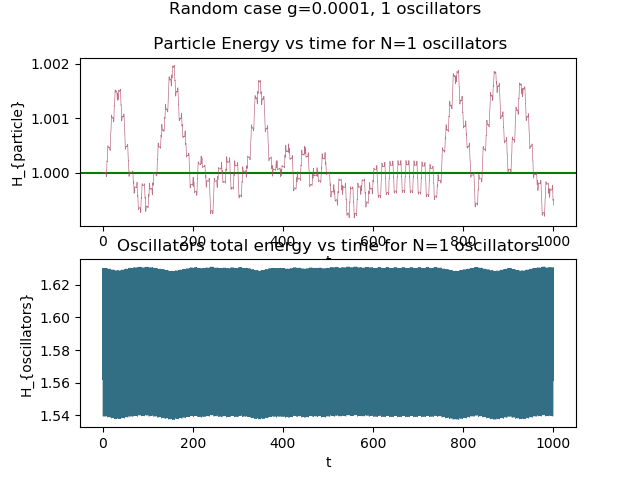 Random case g=0.0001, 1 oscillators
Particle Energy vs time for N=1 oscillators
H_{particle}
1.002
1.001
1.000
0 200 400 600 800 1000
t
Oscillators total energy vs time for N=1 oscillators
H_{oscillators}
1.62
1.60
1.58
1.56
1.54
0 200 400 600 800 1000
t